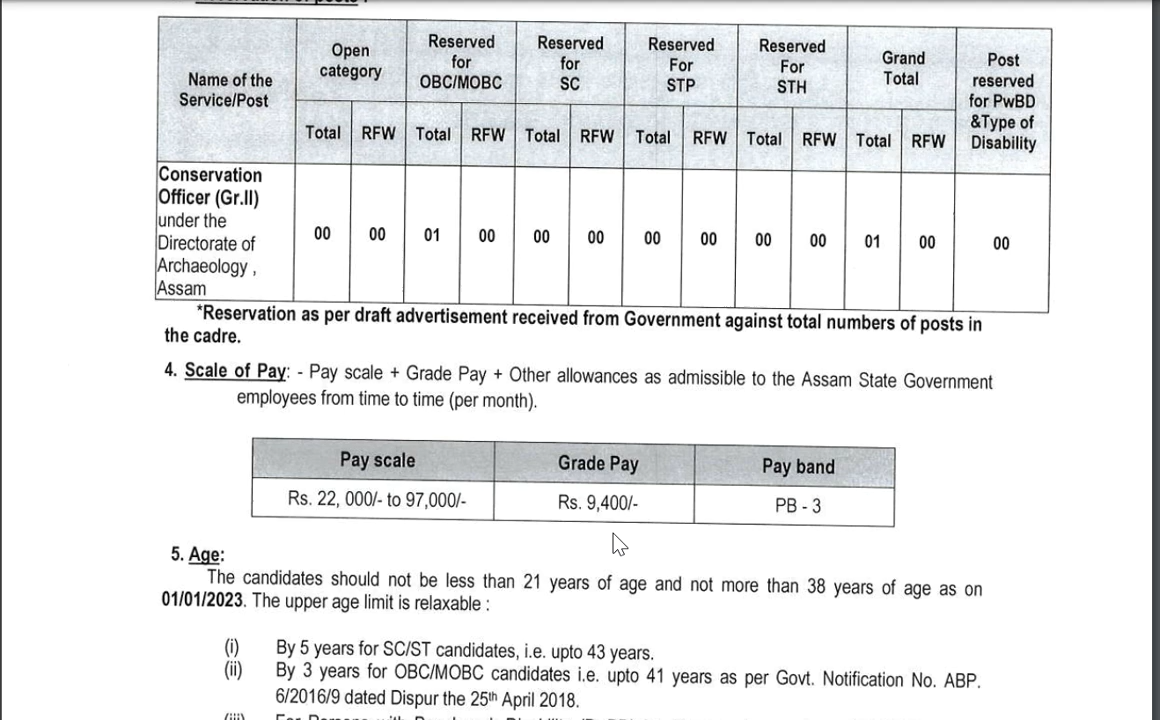 Open category
Reserved for OBC/MOBC
Reserved for SC
Reserved For STP
Reserved For STH
Grand Total
Post reserved for PwBD &Type of Disability
Name of the Service/Post
Total RFW Total RFW Total RFW Total RFW Total RFW Total RFW
Conservation
Officer (Gr.II)
under the
Directorate of
Archaeology ,
Assam
00 00 01 00 00 00 00 00 00 00 01 00 00
*Reservation as per draft advertisement received from Government against total numbers of posts in
the cadre.
4. Scale of Pay: - Pay scale + Grade Pay + Other allowances as admissible to the Assam State Government
employees from time to time (per month).
Pay scale Grade Pay Pay band
Rs. 22, 000/- to 97,000/- Rs. 9,400/- PB - 3
5. Age:
The candidates should not be less than 21 years of age and not more than 38 years of age as on
01/01/2023. The upper age limit is relaxable :
(i) By 5 years for SC/ST candidates, i.e. upto 43 years.
(ii) By 3 years for OBC/MOBC candidates i.e. upto 41 years as per Govt. Notification No. ABP.
6/2016/9 dated Dispur the 25th April 2018.